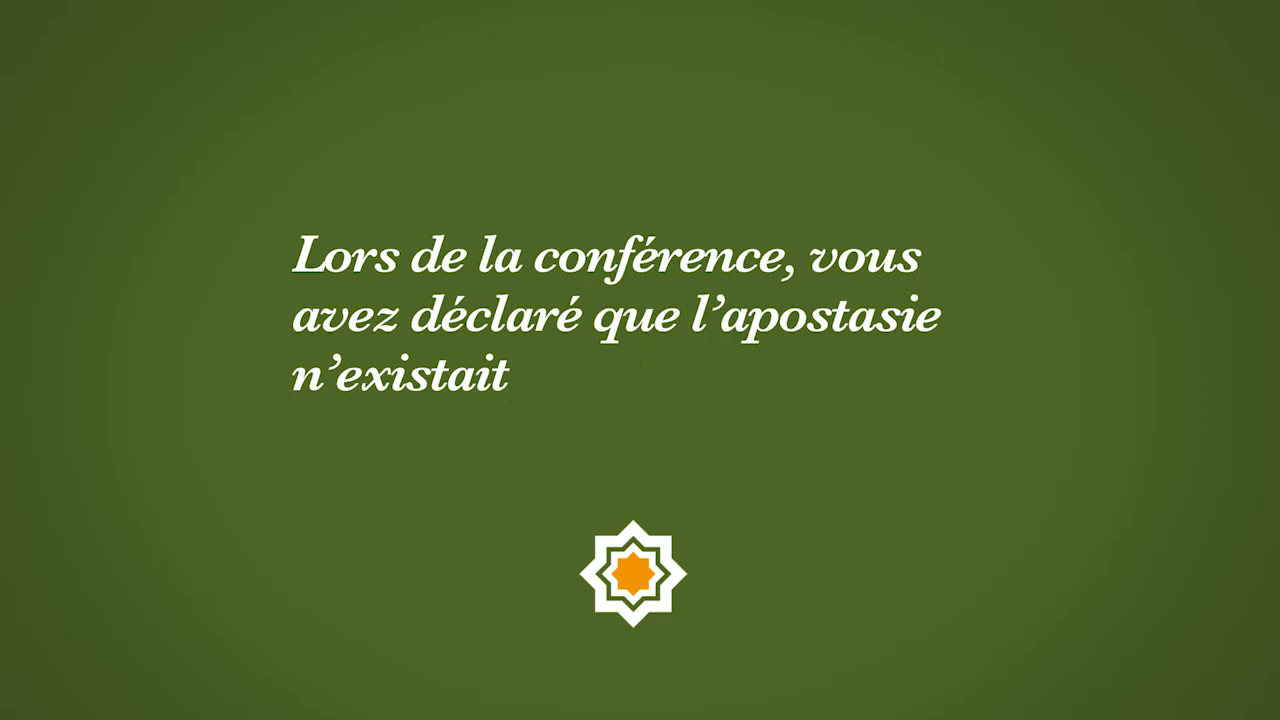 Lors de la conférence, vous
avez déclaré que l’apostasie
n’existait